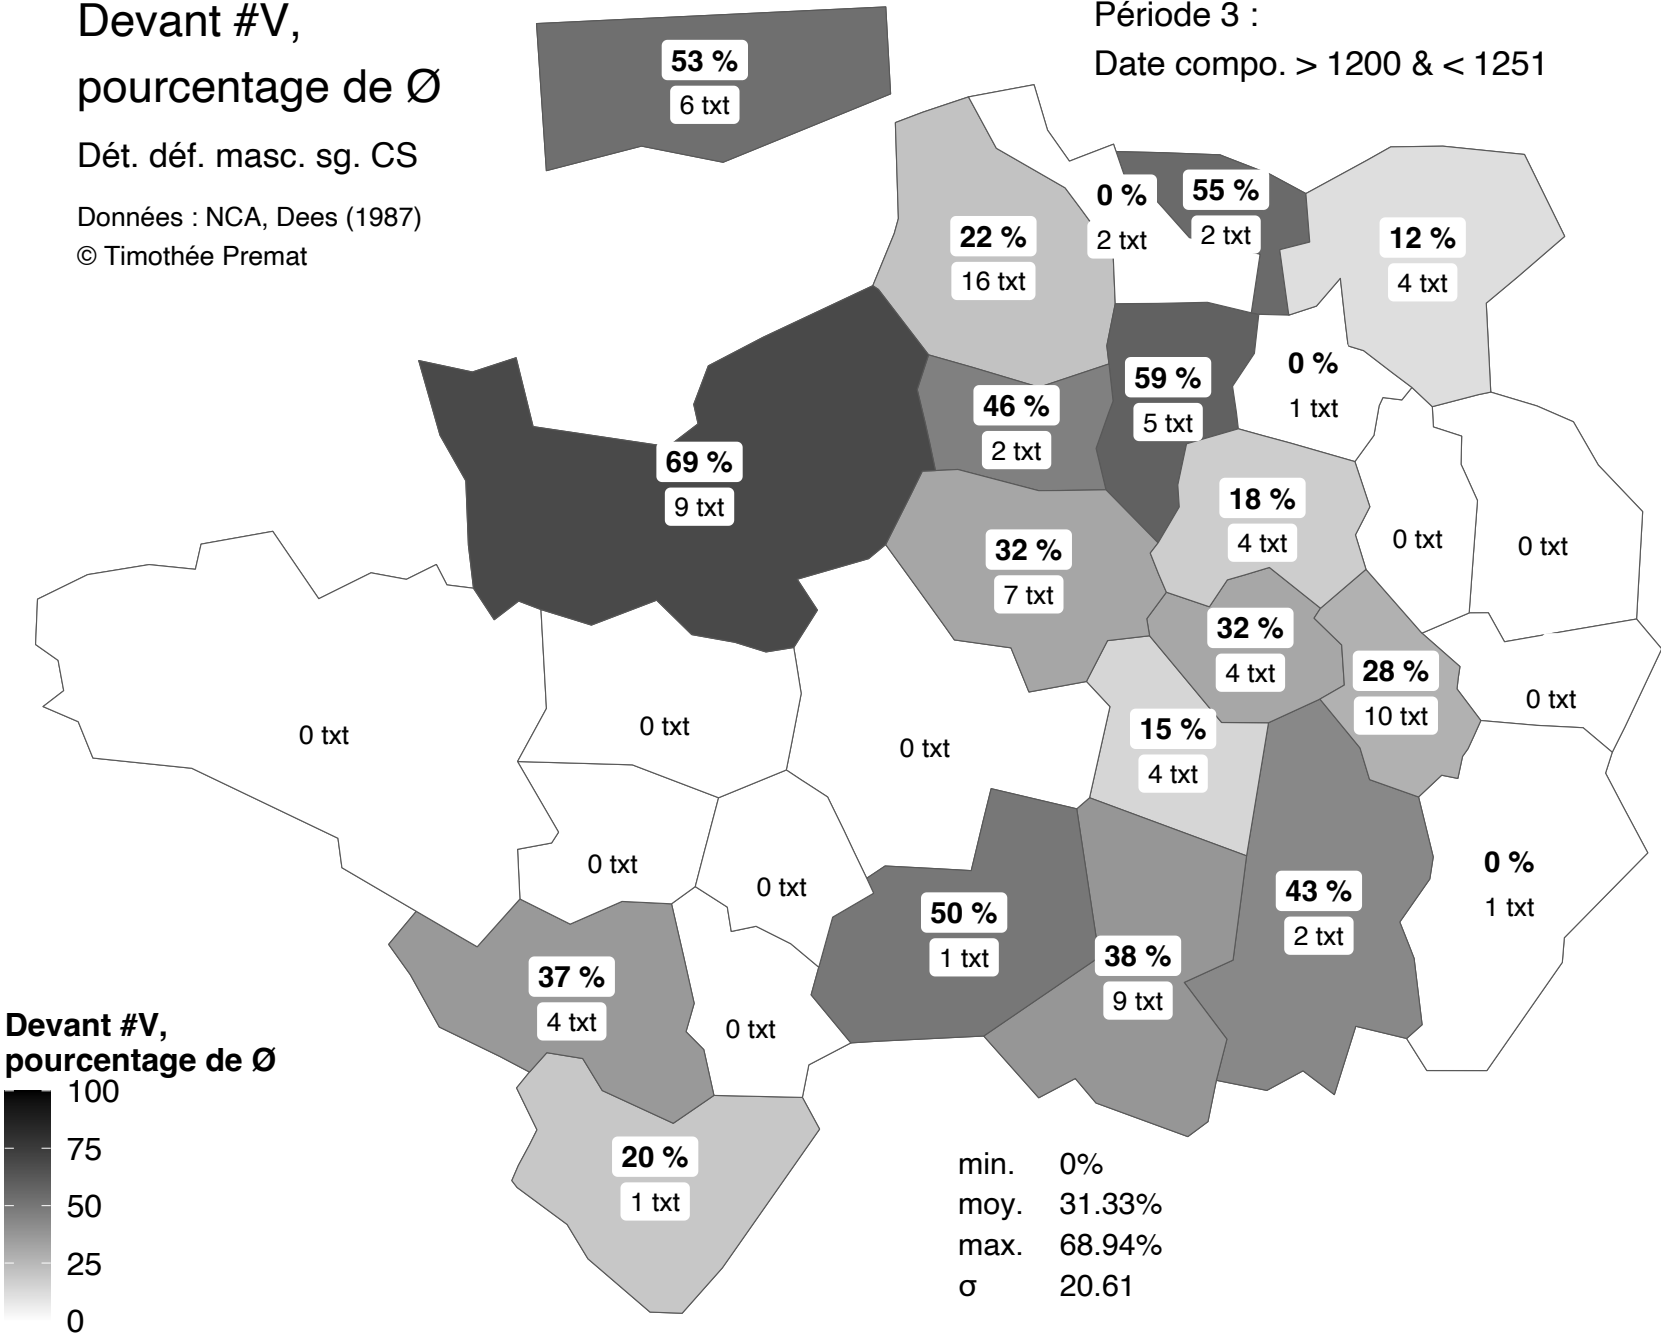 Devant #V,
pourcentage de Ø
Dét. déf. masc. sg. CS
Données : NCA, Dees (1987)
© Timothée Premat
Période 3 :
Date compo. > 1200 & < 1251
53 %
6 txt
0 %
2 txt
55 %
2 txt
22 %
16 txt
12 %
4 txt
69 %
9 txt
46 %
2 txt
59 %
5 txt
0 %
1 txt
18 %
4 txt
0 txt
0 txt
32 %
7 txt
32 %
4 txt
28 %
10 txt
0 txt
0 txt
0 txt
0 txt
15 %
4 txt
0 txt
0 txt
50 %
1 txt
38 %
9 txt
43 %
2 txt
0 %
1 txt
37 %
4 txt
0 txt
20 %
1 txt
Devant #V,
pourcentage de Ø
100
75
50
25
0
min. 0%
moy. 31.33%
max. 68.94%
σ 20.61